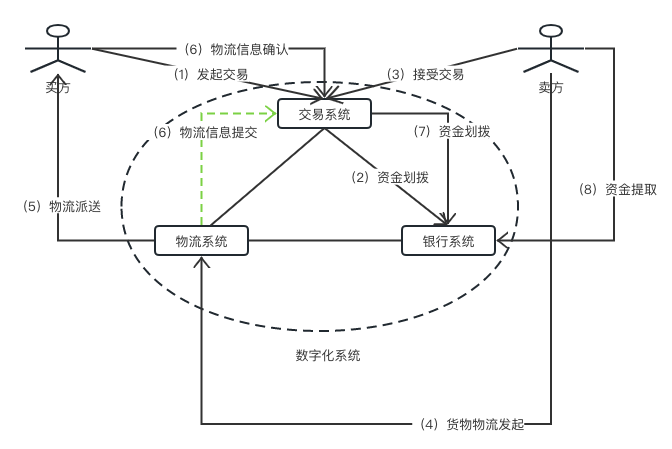 （6）物流信息确认
（1）发起交易
（3）接受交易
卖方
卖方
交易系统
（6）物流信息提交
（7）资金划拨
（2）资金划拨
（8）资金提取
（5）物流派送
物流系统
银行系统
数字化系统
（4）货物物流发起